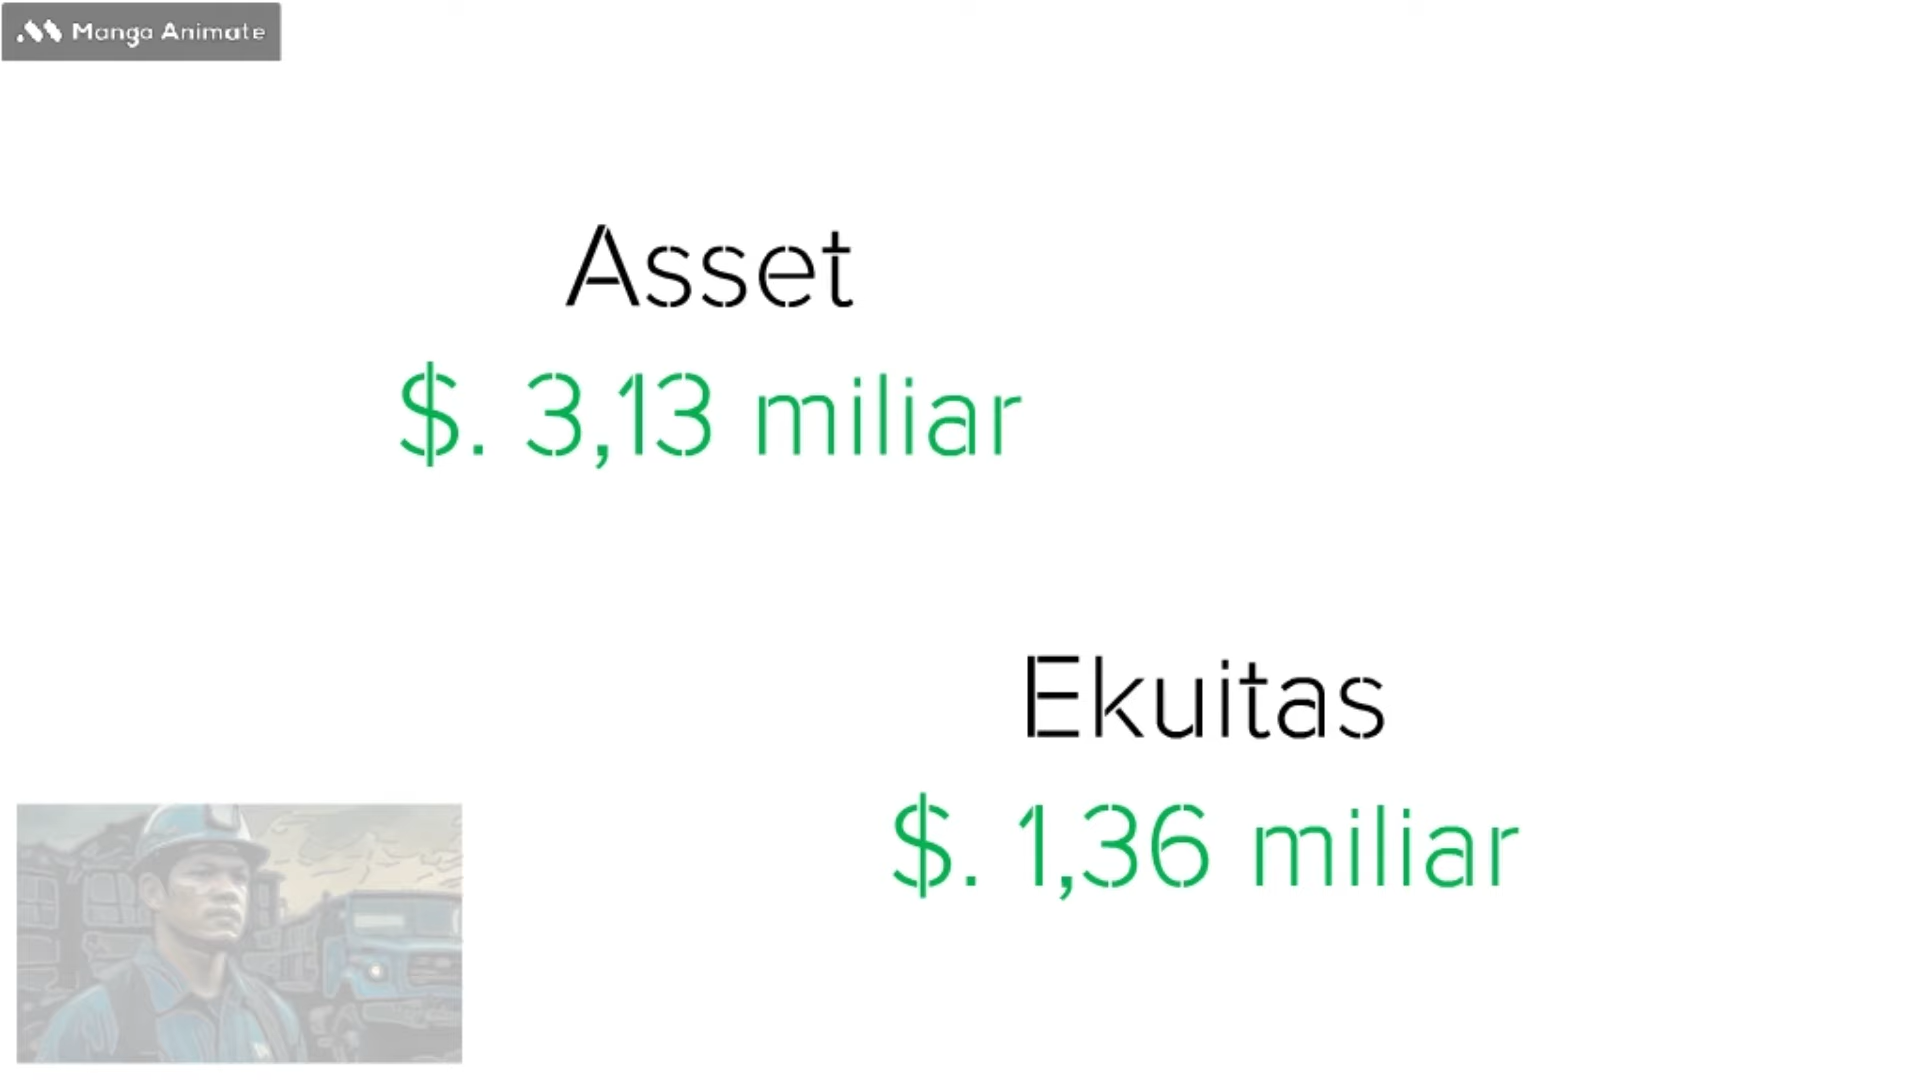 Manga Animate
Asset
$. 3,13 miliar
Ekuitas
$. 1,36 miliar